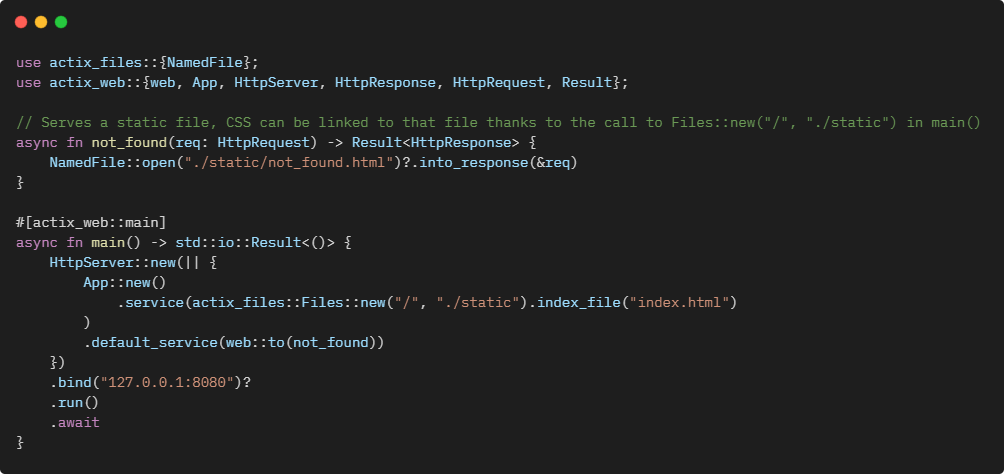 use actix_files::{NamedFile};
use actix_web::{web, App, HttpServer, HttpResponse, HttpRequest, Result};

// Serves a static file, CSS can be linked to that file thanks to the call to Files::new("/", "./static") in main()
async fn not_found(req: HttpRequest) -> Result<HttpResponse> {
    NamedFile::open("./static/not_found.html")?.into_response(&req)
}

#[actix_web::main]
async fn main() -> std::io::Result<()> {
    HttpServer::new(|| {
        App::new()
            .service(actix_files::Files::new("/", "./static").index_file("index.html")
        )
        .default_service(web::to(not_found))
    })
    .bind("127.0.0.1:8080")?
    .run()
    .await
}